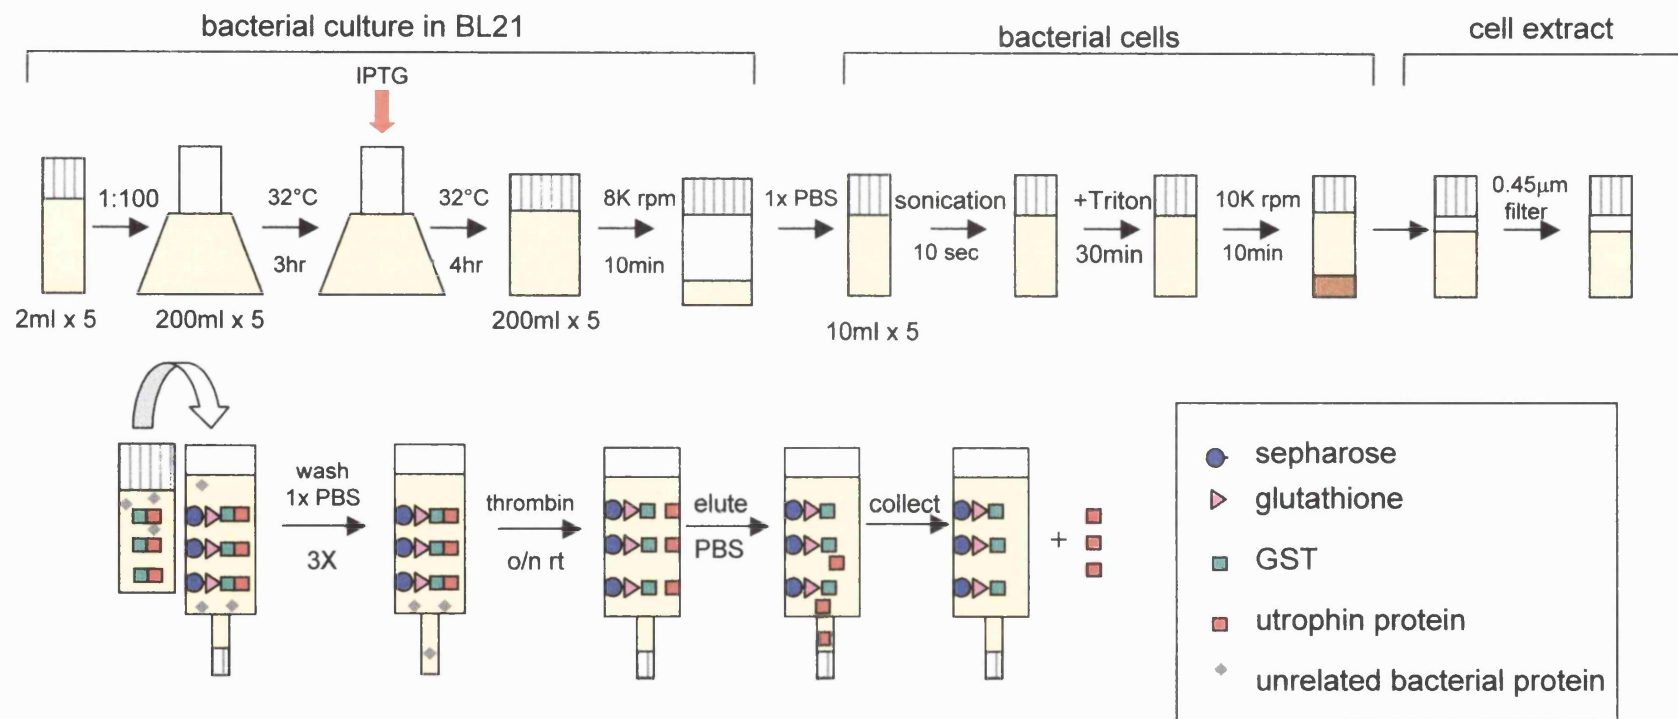 bacterial culture in BL21
bacterial cells
cell extract
IPTG
1:100
32°C
3hr
32°C
4hr
8K rpm
10min
1x PBS
sonication
10 sec
+Triton
30min
10K rpm
10min
0.45µm
filter
2ml x 5
200ml x 5
200ml x 5
10ml x 5
wash
1x PBS
3X
thrombin
o/n rt
elute
PBS
collect
+
sepharose
glutathione
GST
utrophin protein
unrelated bacterial protein